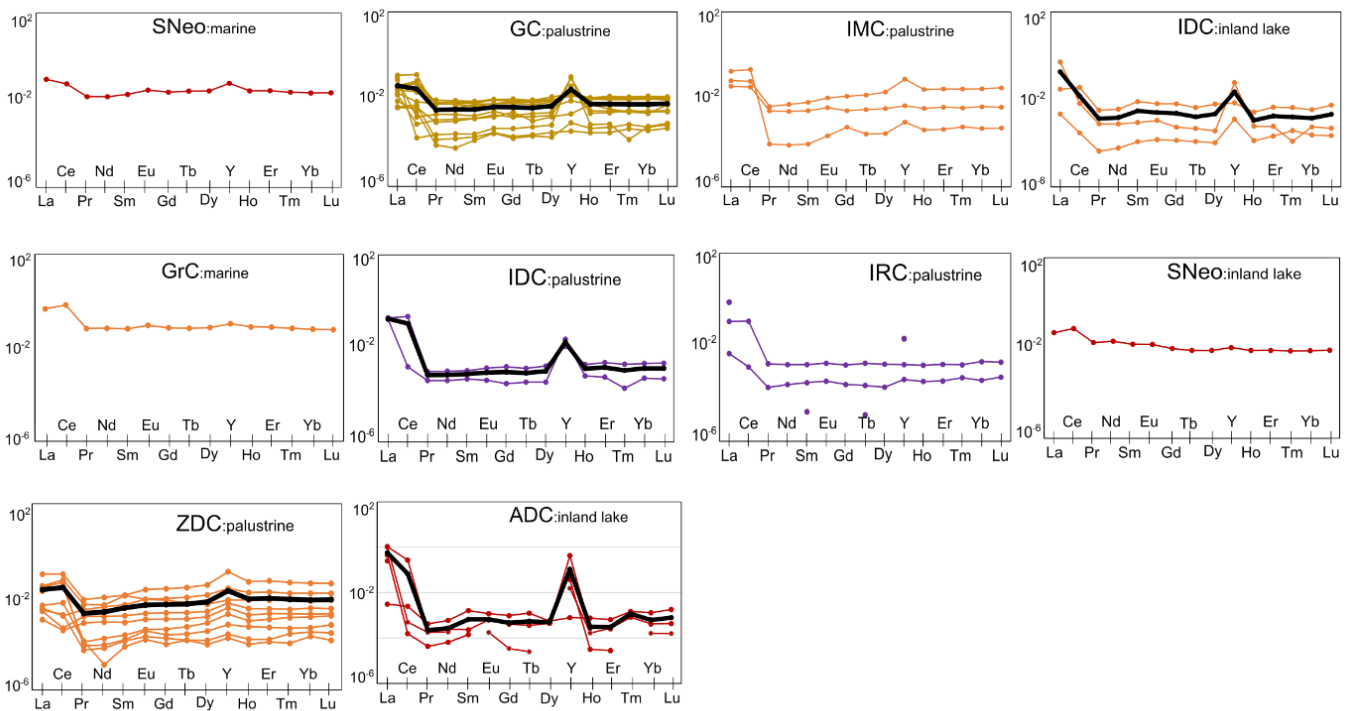 10² SNeo:marine
10⁻²
10⁻⁶
Ce Nd Eu Tb Y Er Yb
La Pr Sm Gd Dy Ho Tm Lu
10² GC:palustrine
10⁻²
10⁻⁶
Ce Nd Eu Tb Y Er Yb
La Pr Sm Gd Dy Ho Tm Lu
10² IMC:palustrine
10⁻²
10⁻⁶
Ce Nd Eu Tb Y Er Yb
La Pr Sm Gd Dy Ho Tm Lu
10² IDC:inland lake
10⁻²
10⁻⁶
Ce Nd Eu Tb Y Er Yb
La Pr Sm Gd Dy Ho Tm Lu
10² GrC:marine
10⁻²
10⁻⁶
Ce Nd Eu Tb Y Er Yb
La Pr Sm Gd Dy Ho Tm Lu
10² IDC:palustrine
10⁻²
10⁻⁶
Ce Nd Eu Tb Y Er Yb
La Pr Sm Gd Dy Ho Tm Lu
10² IRC:palustrine
10⁻²
10⁻⁶
Ce Nd Eu Tb Y Er Yb
La Pr Sm Gd Dy Ho Tm Lu
10² SNeo:inland lake
10⁻²
10⁻⁶
Ce Nd Eu Tb Y Er Yb
La Pr Sm Gd Dy Ho Tm Lu
10² ZDC:palustrine
10⁻²
10⁻⁶
Ce Nd Eu Tb Y Er Yb
La Pr Sm Gd Dy Ho Tm Lu
10² ADC:inland lake
10⁻²
10⁻⁶
Ce Nd Eu Tb Y Er Yb
La Pr Sm Gd Dy Ho Tm Lu